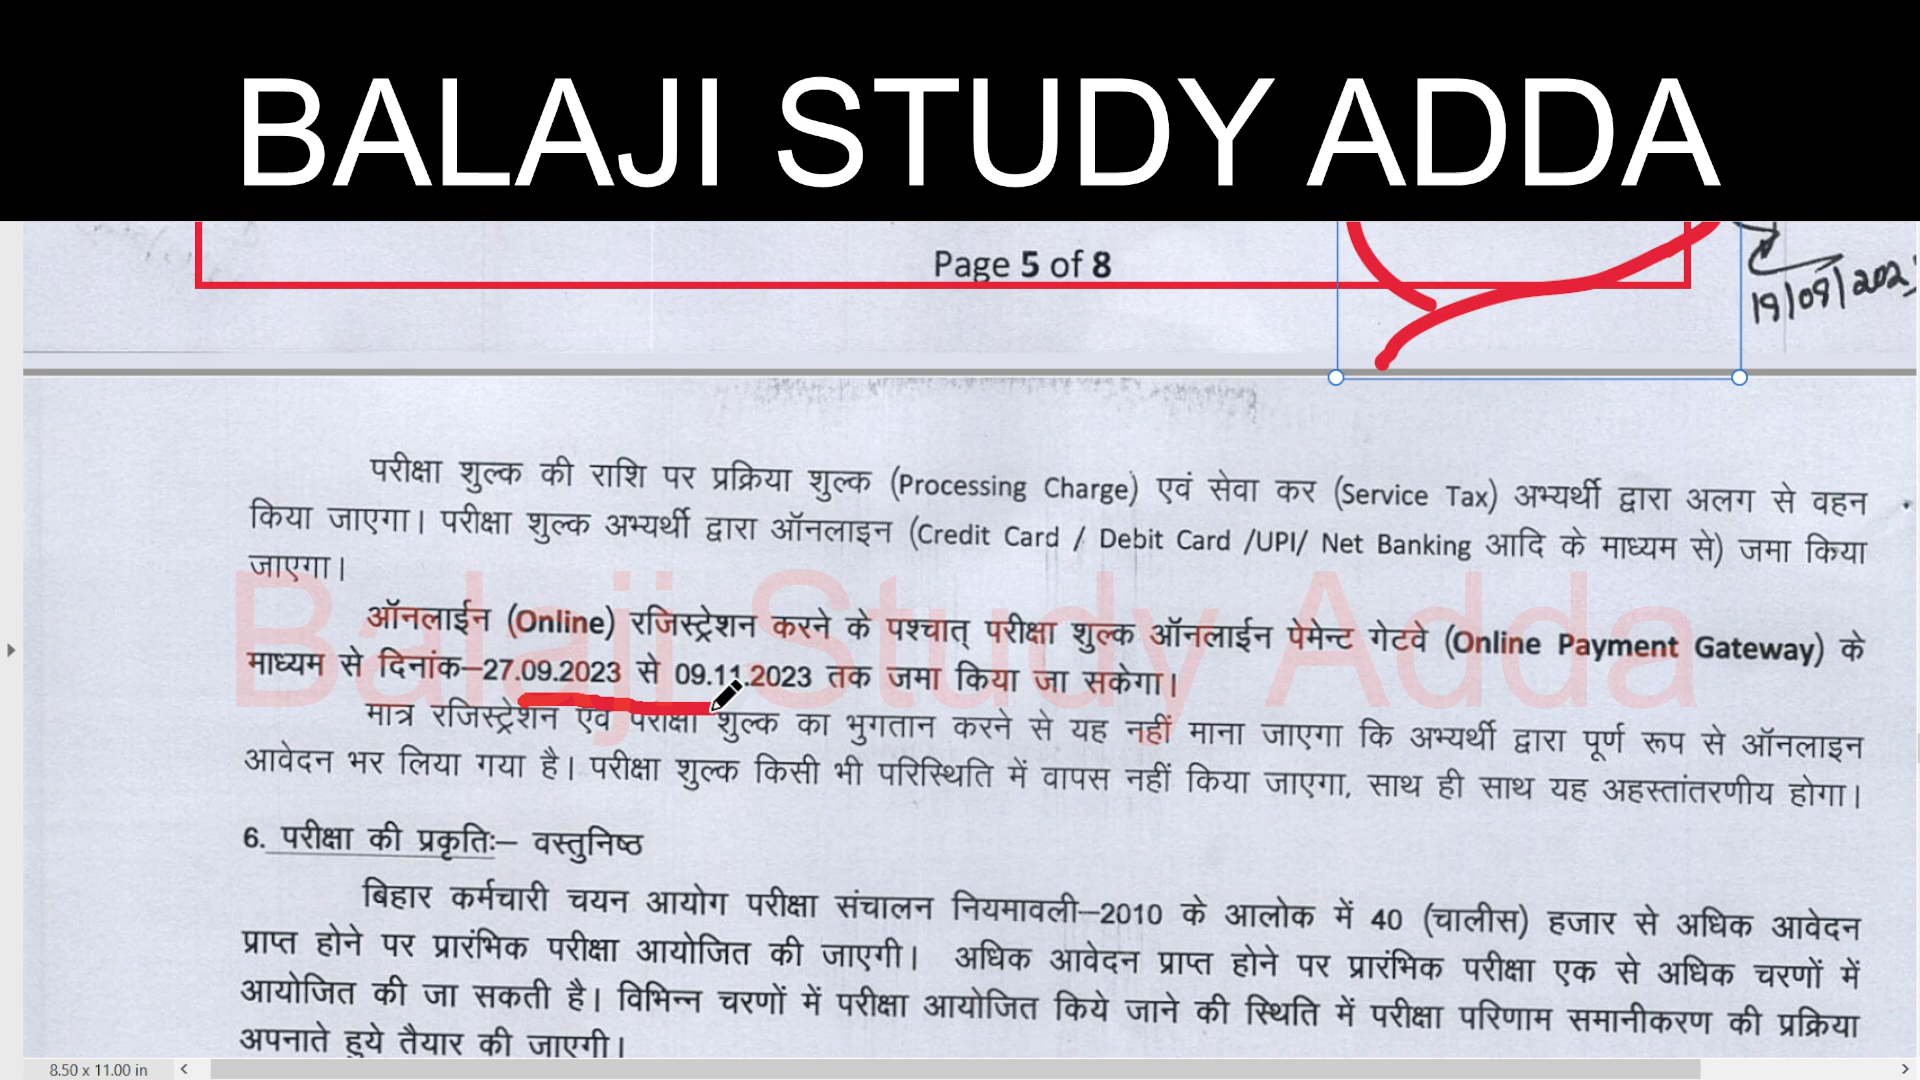 BALAJI STUDY ADDA
Page 5 of 8
19/09/202
परीक्षा शुल्क की राशि पर प्रक्रिया शुल्क (Processing Charge) एवं सेवा कर (Service Tax) अभ्यर्थी द्वारा अलग से वहन
किया जाएगा। परीक्षा शुल्क अभ्यर्थी द्वारा ऑनलाइन (Credit Card / Debit Card /UPI/ Net Banking आदि के माध्यम से) जमा किया
जाएगा।
Balaji Study Adda
ऑनलाईन (Online) रजिस्ट्रेशन करने के पश्चात् परीक्षा शुल्क ऑनलाईन पेमेन्ट गेटवे (Online Payment Gateway) के
माध्यम से दिनांक–27.09.2023 से 09.11.2023 तक जमा किया जा सकेगा।
मात्र रजिस्ट्रेशन एवं परीक्षा शुल्क का भुगतान करने से यह नहीं माना जाएगा कि अभ्यर्थी द्वारा पूर्ण रूप से ऑनलाइन
आवेदन भर लिया गया है। परीक्षा शुल्क किसी भी परिस्थिति में वापस नहीं किया जाएगा, साथ ही साथ यह अहस्तांतरणीय होगा।
6. परीक्षा की प्रकृतिः– वस्तुनिष्ठ
बिहार कर्मचारी चयन आयोग परीक्षा संचालन नियमावली–2010 के आलोक में 40 (चालीस) हजार से अधिक आवेदन
प्राप्त होने पर प्रारंभिक परीक्षा आयोजित की जाएगी। अधिक आवेदन प्राप्त होने पर प्रारंभिक परीक्षा एक से अधिक चरणों में
आयोजित की जा सकती है। विभिन्न चरणों में परीक्षा आयोजित किये जाने की स्थिति में परीक्षा परिणाम समानीकरण की प्रक्रिया
अपनाते हुये तैयार की जाएगी।
8.50 x 11.00 in